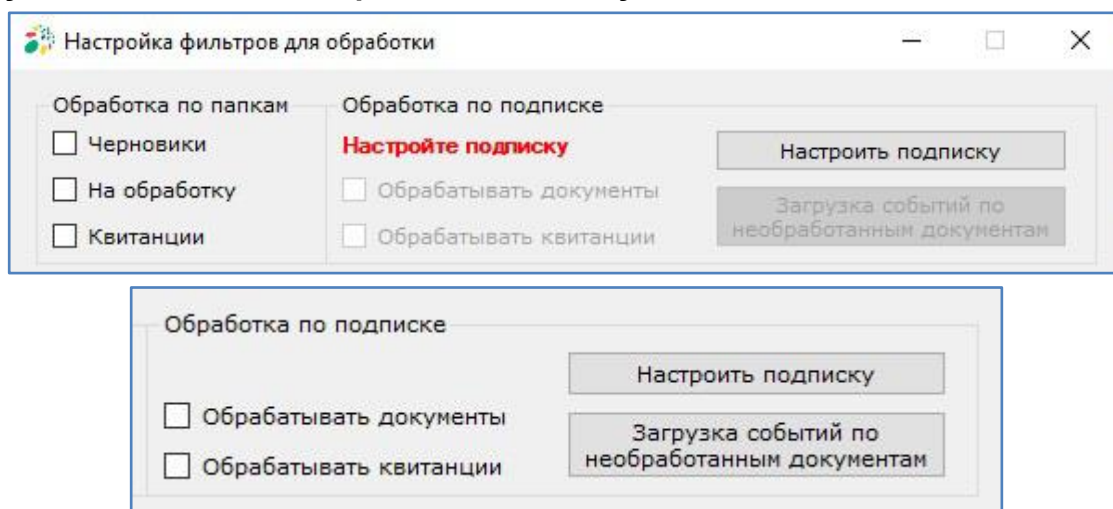 Настройка фильтров для обработки
Обработка по папкам
Черновики
На обработку
Квитанции
Обработка по подписке
Настройте подписку
Обрабатывать документы
Обрабатывать квитанции
Настроить подписку
Загрузка событий по
необработанным документам
Обработка по подписке
Обрабатывать документы
Обрабатывать квитанции
Настроить подписку
Загрузка событий по
необработанным документам